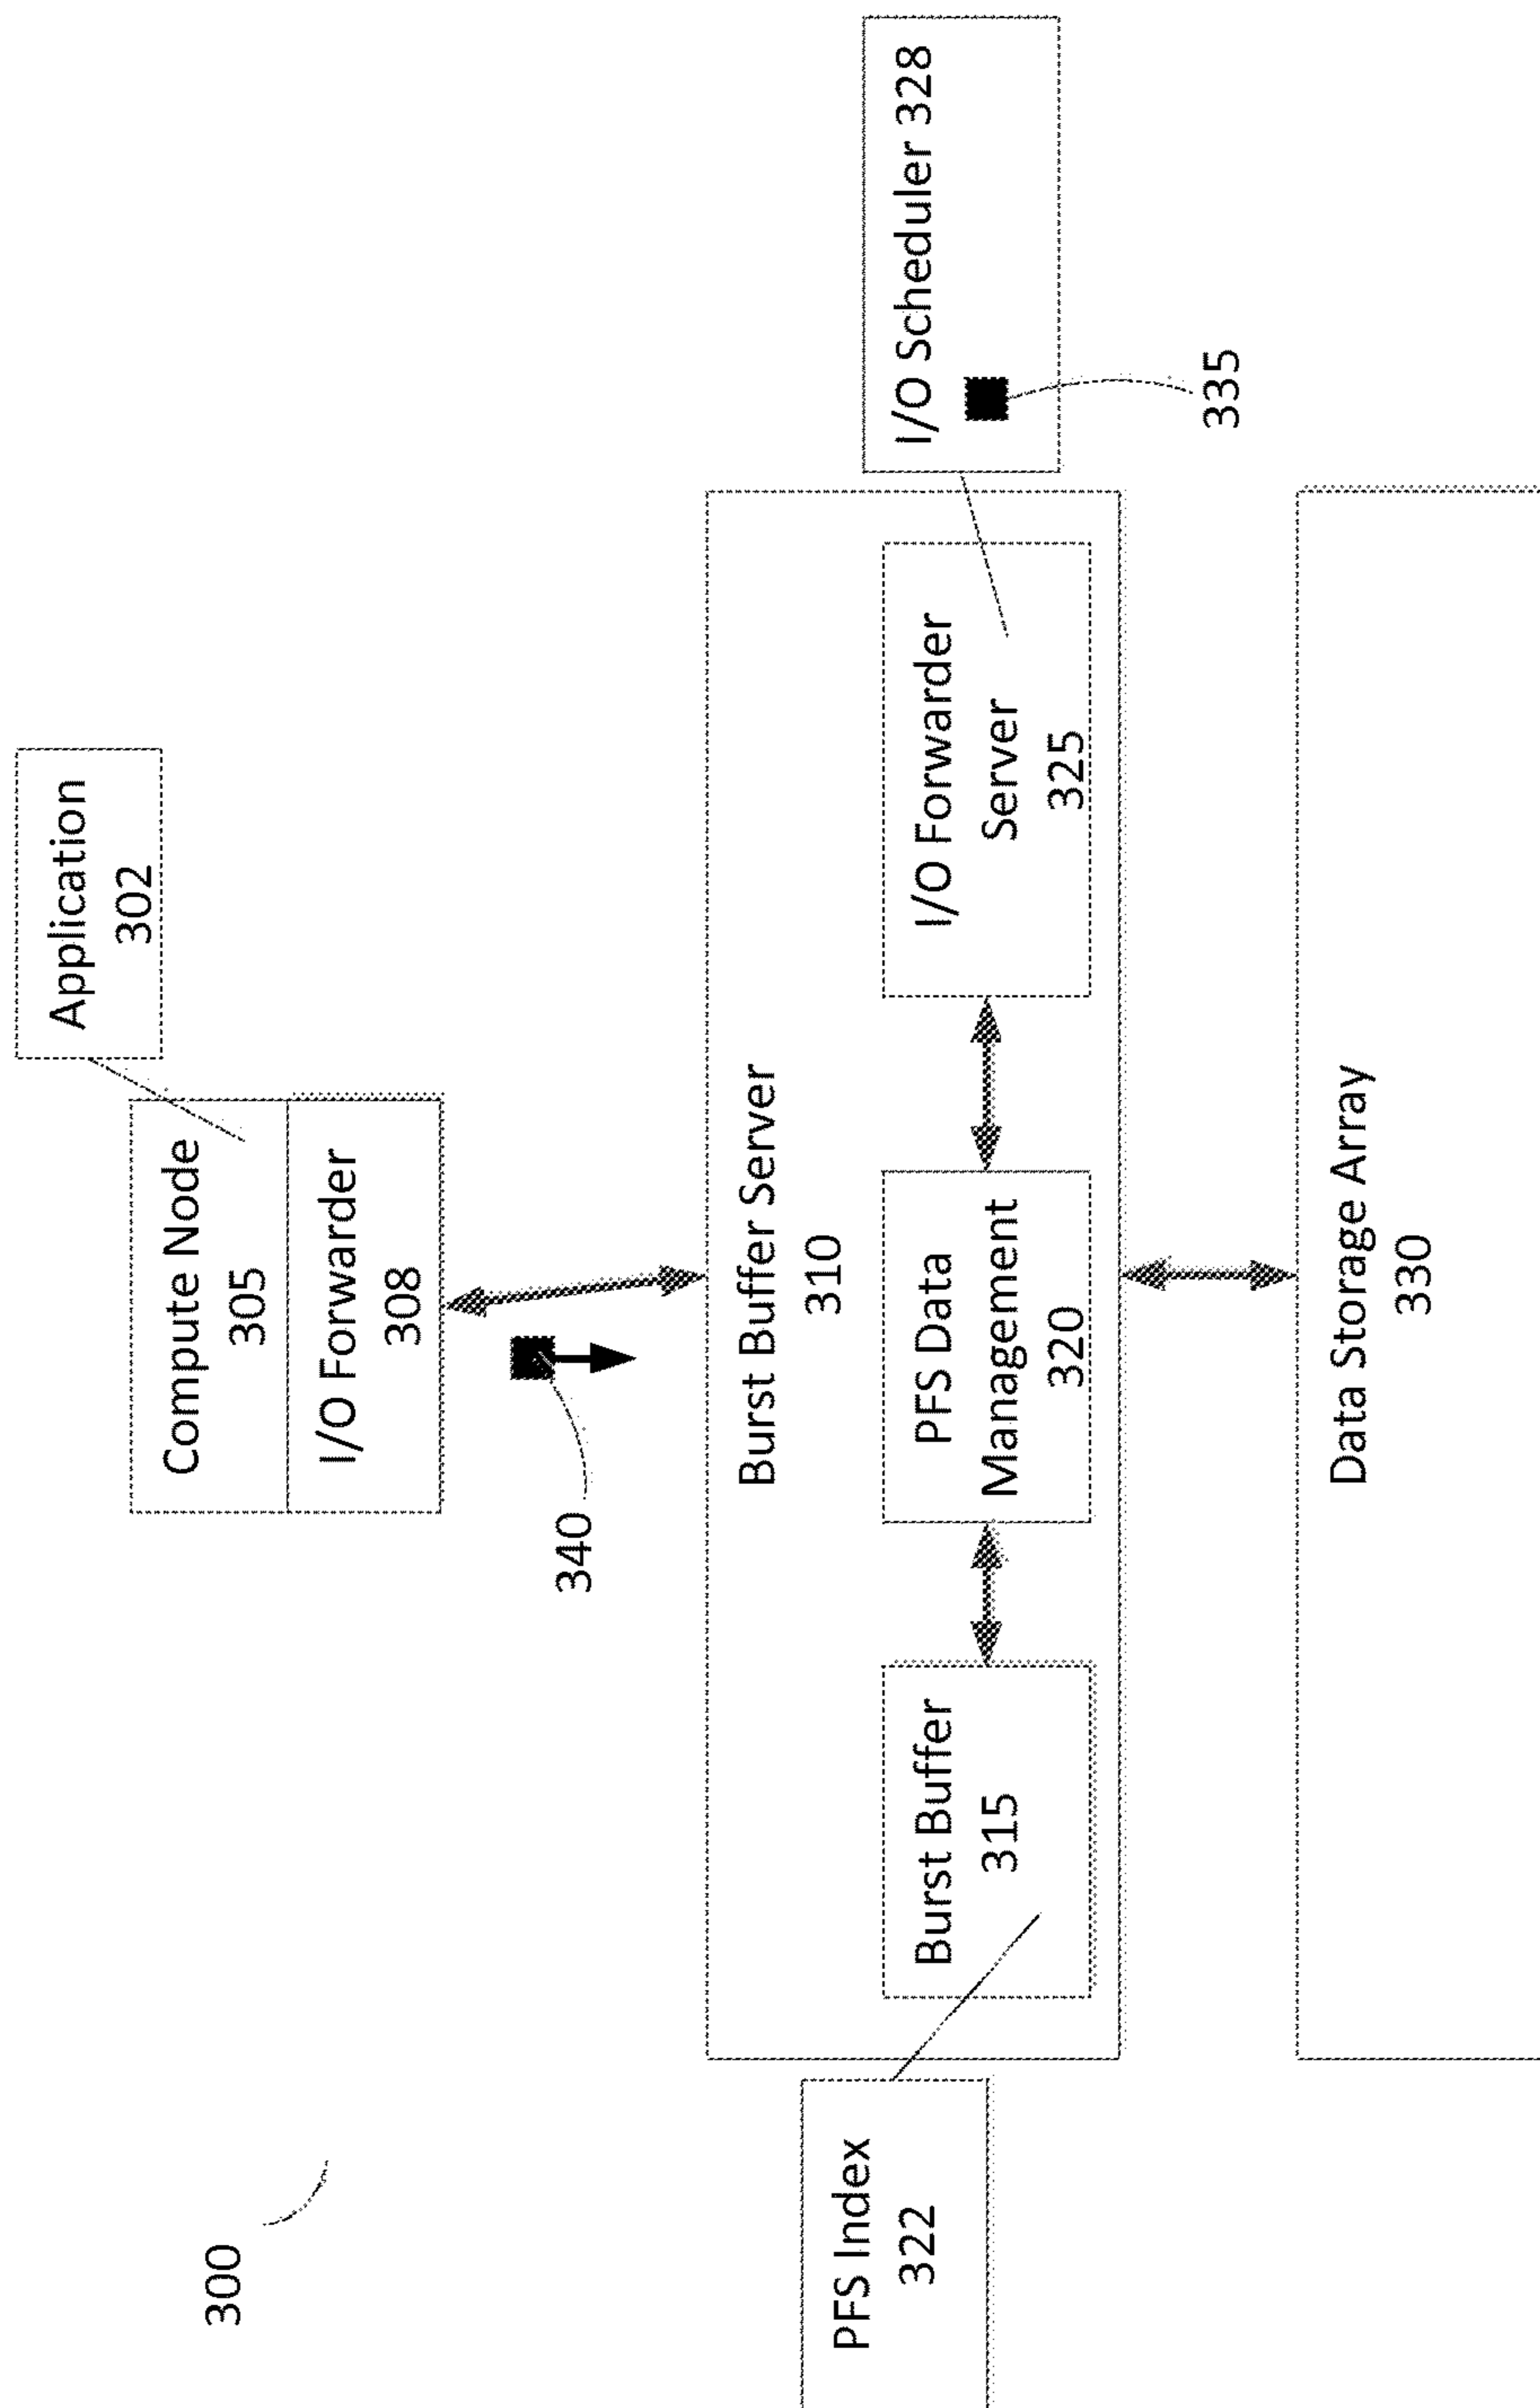 300
Application
302
Compute Node
305
I/O Forwarder
308
340
Burst Buffer Server
310
PFS Index
322
Burst Buffer
315
PFS Data
Management
320
I/O Forwarder
Server
325
I/O Scheduler 328
335
Data Storage Array
330